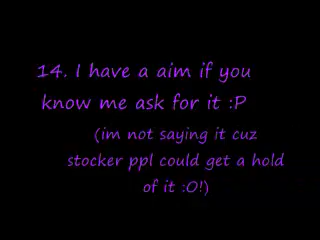 14. I have a aim if you
know me ask for it :P
(im not saying it cuz
stocker ppl could get a hold
of it :O!)